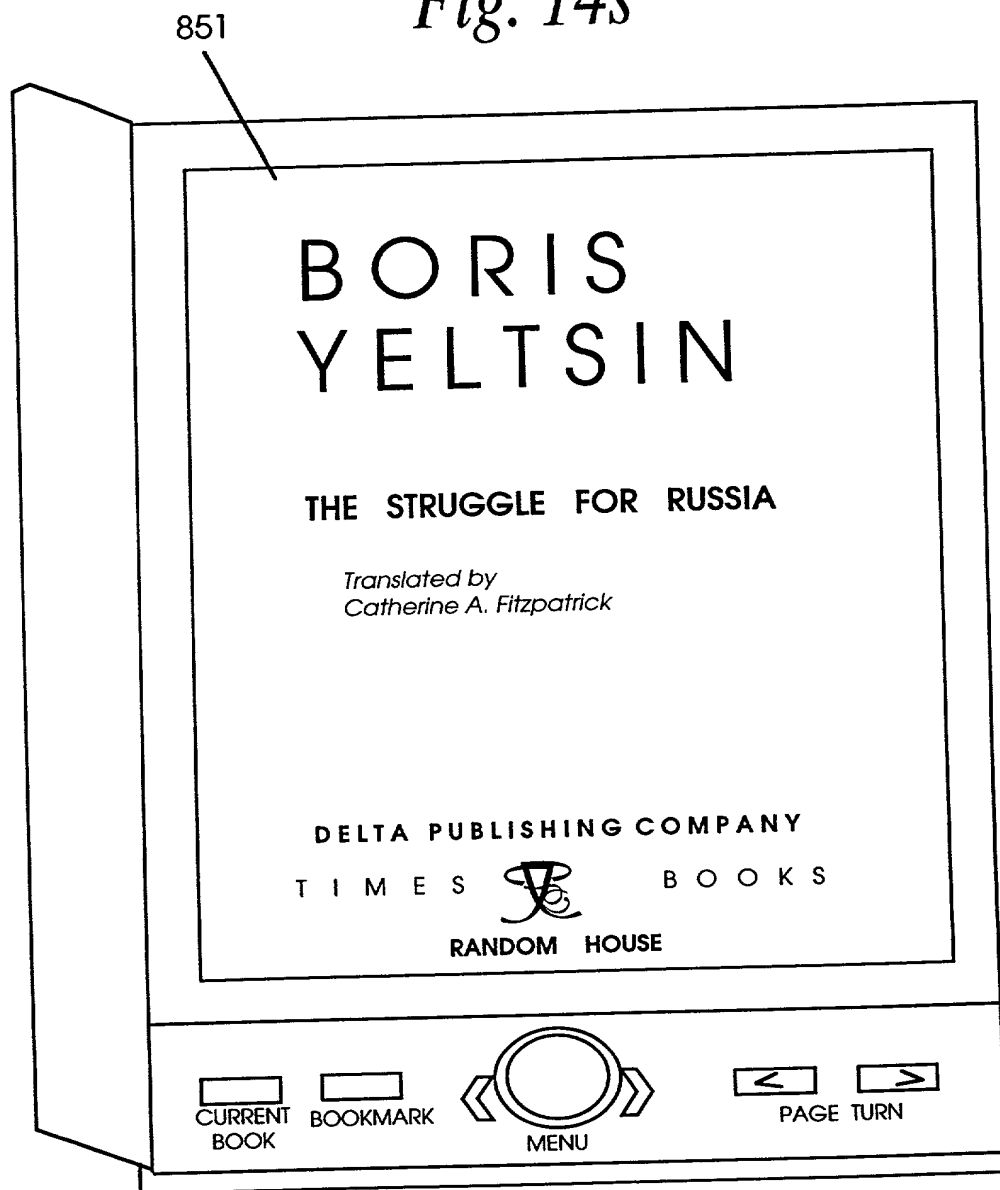 Fig. 14s
851
BORIS
YELTSIN
THE STRUGGLE FOR RUSSIA
Translated by
Catherine A. Fitzpatrick
DELTA PUBLISHING COMPANY
TIMES BOOKS
RANDOM HOUSE
< >
CURRENT BOOK
BOOKMARK
MENU
PAGE TURN